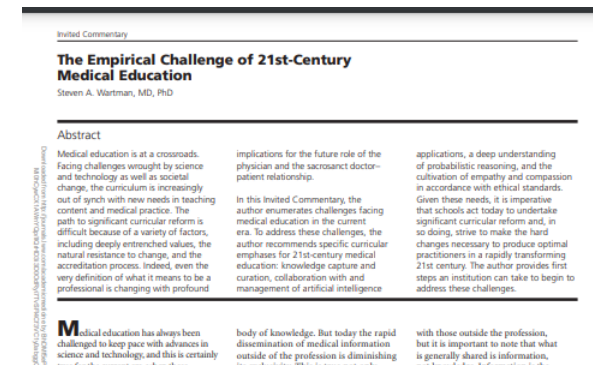 Invited Commentary
The Empirical Challenge of 21st-Century
Medical Education
Steven A. Wartman, MD, PhD
Abstract
Medical education is at a crossroads.
Facing challenges wrought by science
and technology as well as societal
change, the curriculum is increasingly
out of synch with new needs in teaching
content and medical practice. The
path to significant curricular reform is
difficult because of a variety of factors,
including deeply entrenched values, the
natural resistance to change, and the
accreditation process. Indeed, even the
very definition of what it means to be a
professional is changing with profound
implications for the future role of the
physician and the sacrosanct doctor–
patient relationship.
In this Invited Commentary, the
author enumerates challenges facing
medical education in the current
era. To address these challenges, the
author recommends specific curricular
emphases for 21st-century medical
education: knowledge capture and
curation, collaboration with and
management of artificial intelligence
applications, a deep understanding
of probabilistic reasoning, and the
cultivation of empathy and compassion
in accordance with ethical standards.
Given these needs, it is imperative
that schools act today to undertake
significant curricular reform and, in
so doing, strive to make the hard
changes necessary to produce optimal
practitioners in a rapidly transforming
21st century. The author provides first
steps an institution can take to begin to
address these challenges.
Medical education has always been
challenged to keep pace with advances in
science and technology, and this is certainly
body of knowledge. But today the rapid
dissemination of medical information
outside of the profession is diminishing
with those outside the profession,
but it is important to note that what
is generally shared is information,